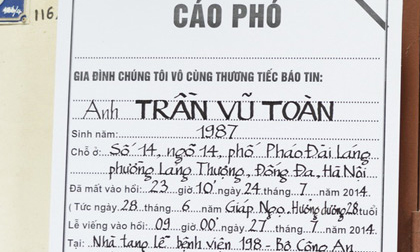 116.
CÁO PHÓ
GIA ĐÌNH CHÚNG TÔI VÔ CÙNG THƯƠNG TIẾC BÁO TIN:
Anh TRẦN VŨ TOÀN
Sinh năm: 1987
Chỗ ở: Số 14, ngõ 14, phố Pháo Đài Láng
phường Láng Thượng, Đống Đa, Hà Nội
Đã mất vào hồi: 23 giờ 10' ngày 24 tháng 7 năm 2014
(Tức ngày 28 tháng 6 năm Giáp Ngọ, Hưởng dương 28 tuổi
Lễ viếng vào hồi: 09 giờ 00' ngày 27 tháng 7 năm 2014
Tại: Nhà tang lễ bệnh viện 198 - Bộ Công An